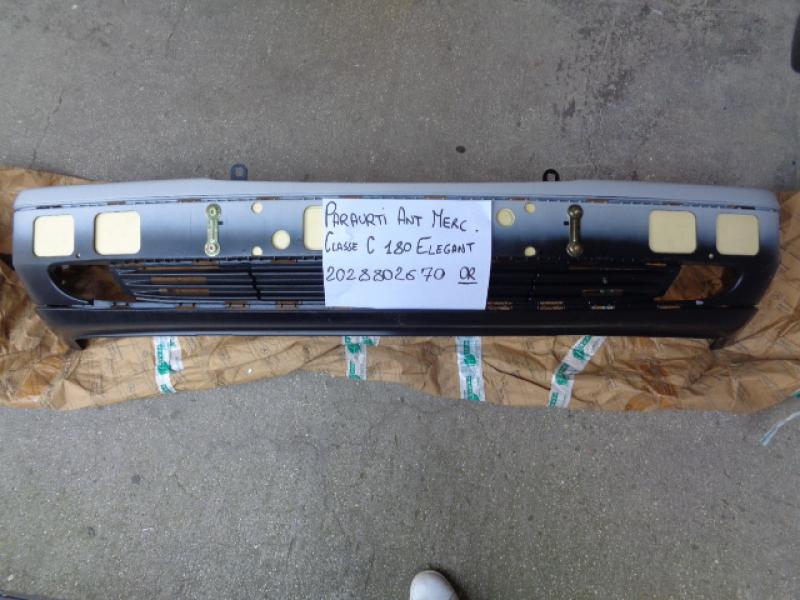 PARAURTI ANT MERC.
CLASSE C 180 ELEGANT
2028802670 OR